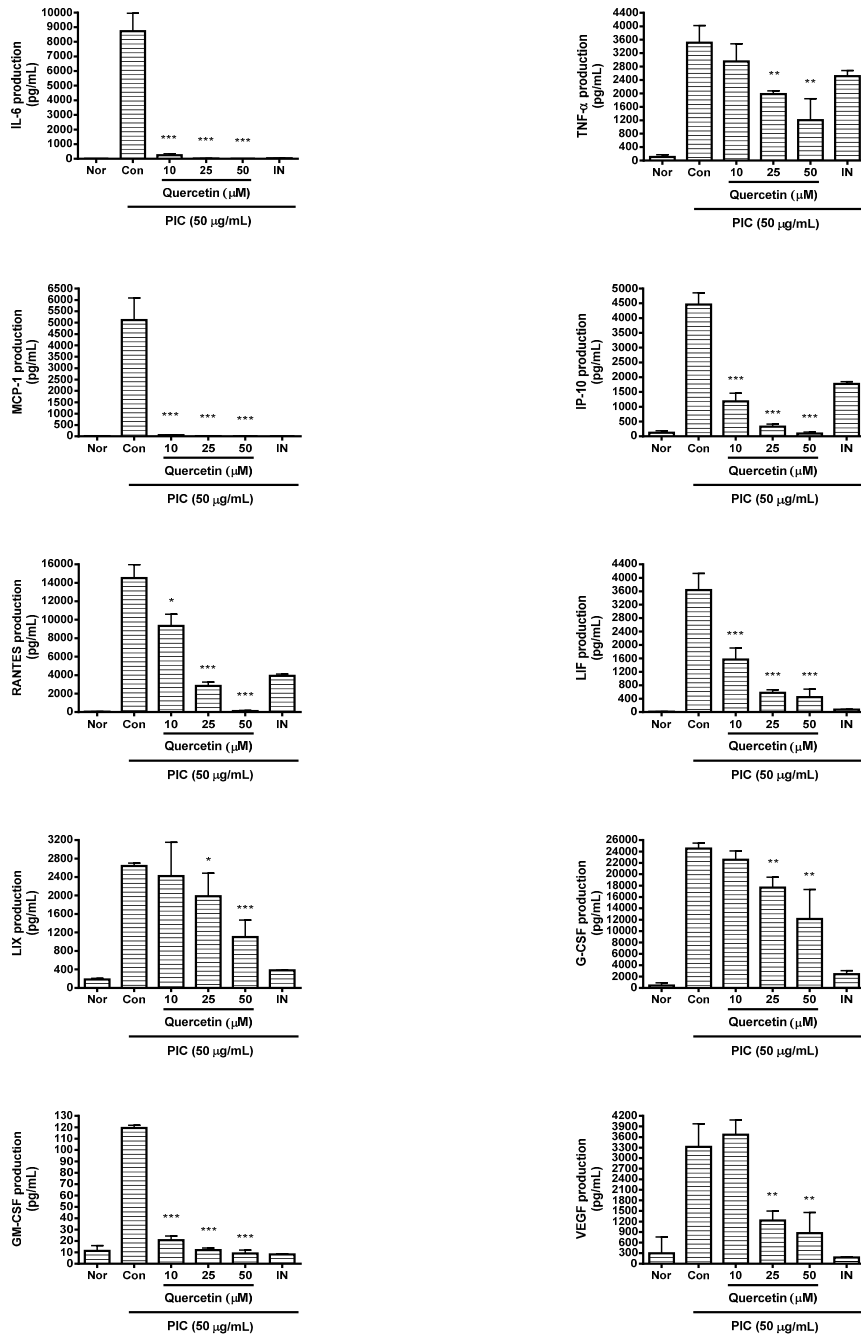 IL-6 production
(pg/mL)
10000
9000
8000
7000
6000
5000
4000
3000
2000
1000
0
***
***
***
Nor Con 10 25 50 IN
Quercetin (μM)
PIC (50 μg/mL)
TNF-α production
(pg/mL)
4400
4000
3600
3200
2800
2400
2000
1600
1200
800
400
0
**
**
Nor Con 10 25 50 IN
Quercetin (μM)
PIC (50 μg/mL)
MCP-1 production
(pg/mL)
6500
6000
5500
5000
4500
4000
3500
3000
2500
2000
1500
1000
500
0
***
***
***
Nor Con 10 25 50 IN
Quercetin (μM)
PIC (50 μg/mL)
IP-10 production
(pg/mL)
5000
4500
4000
3500
3000
2500
2000
1500
1000
500
0
***
***
***
Nor Con 10 25 50 IN
Quercetin (μM)
PIC (50 μg/mL)
RANTES production
(pg/mL)
16000
14000
12000
10000
8000
6000
4000
2000
0
*
***
***
Nor Con 10 25 50 IN
Quercetin (μM)
PIC (50 μg/mL)
LIF production
(pg/mL)
4400
4000
3600
3200
2800
2400
2000
1600
1200
800
400
0
***
***
***
Nor Con 10 25 50 IN
Quercetin (μM)
PIC (50 μg/mL)
LIX production
(pg/mL)
3200
2800
2400
2000
1600
1200
800
400
0
*
***
Nor Con 10 25 50 IN
Quercetin (μM)
PIC (50 μg/mL)
G-CSF production
(pg/mL)
26000
24000
22000
20000
18000
16000
14000
12000
10000
8000
6000
4000
2000
0
**
**
Nor Con 10 25 50 IN
Quercetin (μM)
PIC (50 μg/mL)
GM-CSF production
(pg/mL)
130
120
110
100
90
80
70
60
50
40
30
20
10
0
***
***
***
Nor Con 10 25 50 IN
Quercetin (μM)
PIC (50 μg/mL)
VEGF production
(pg/mL)
4200
3900
3600
3300
3000
2700
2400
2100
1800
1500
1200
900
600
300
0
**
**
Nor Con 10 25 50 IN
Quercetin (μM)
PIC (50 μg/mL)